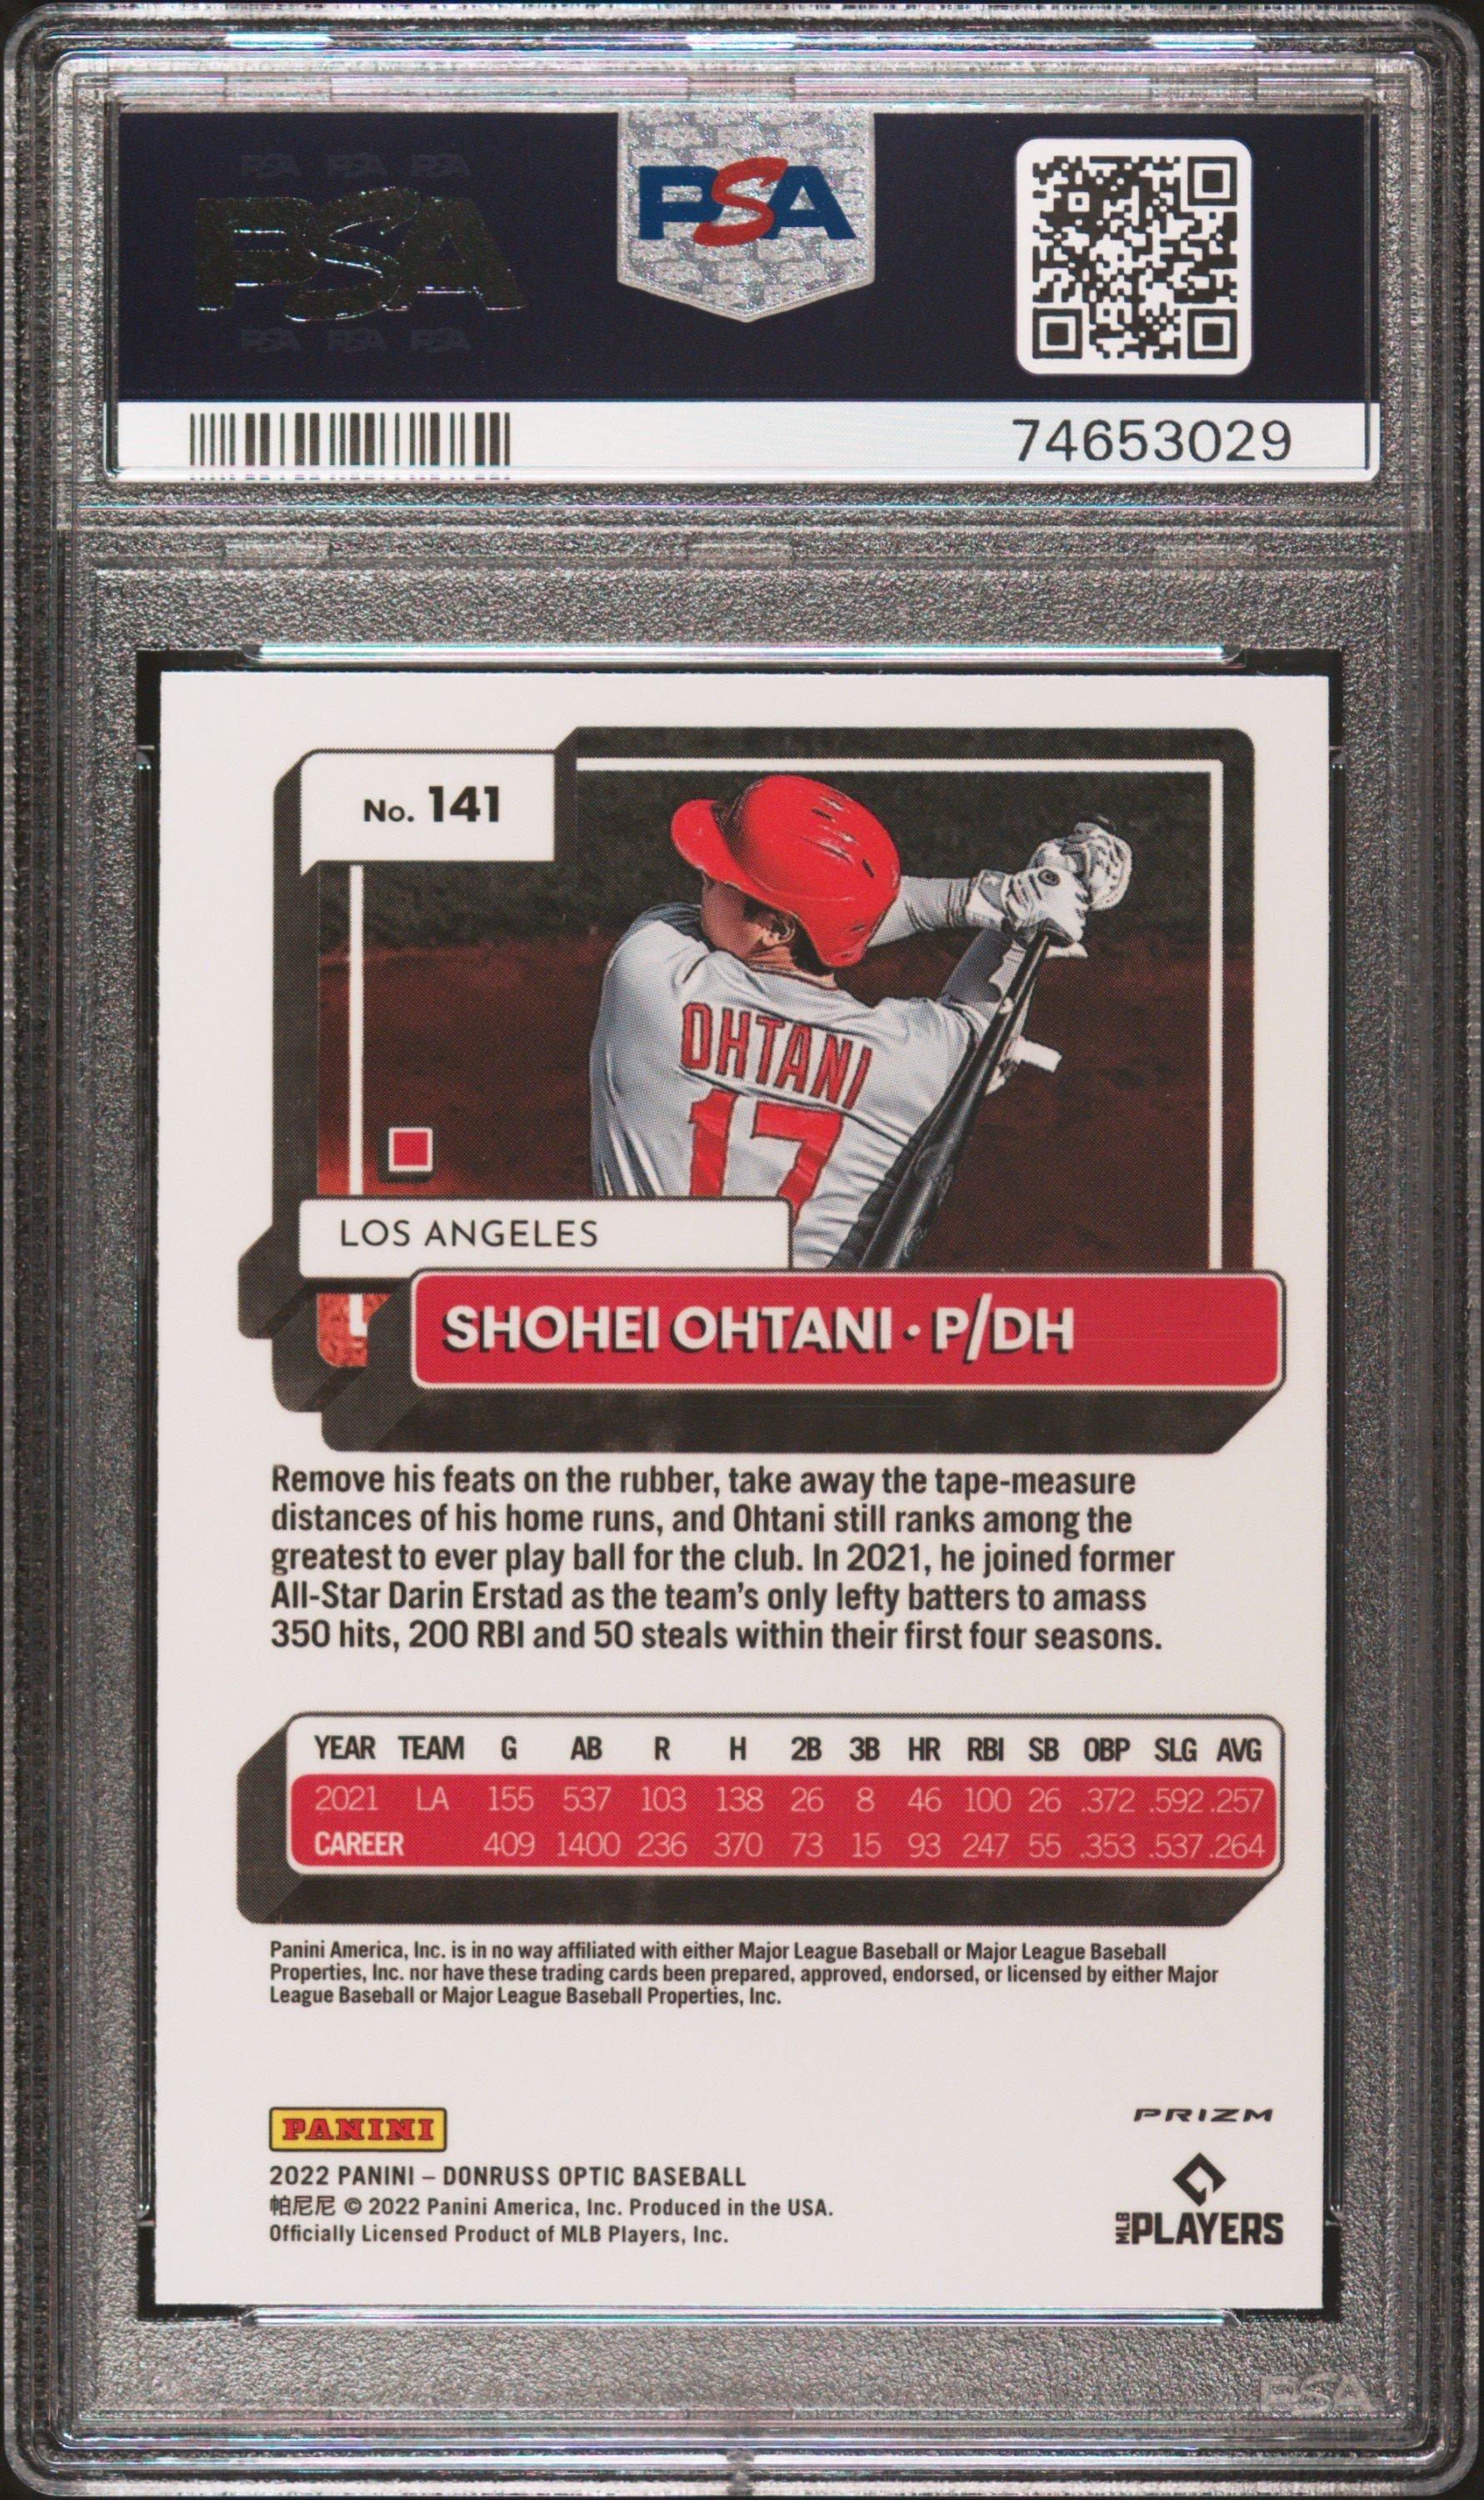 PSA PSA PSA
PSA
PSA PSA PSA
PSA
74653029
No. 141
OHTANI
17
LOS ANGELES
SHOHEI OHTANI • P/DH
Remove his feats on the rubber, take away the tape-measure
distances of his home runs, and Ohtani still ranks among the
greatest to ever play ball for the club. In 2021, he joined former
All-Star Darin Erstad as the team's only lefty batters to amass
350 hits, 200 RBI and 50 steals within their first four seasons.
YEAR TEAM G AB R H 2B 3B HR RBI SB OBP SLG AVG
2021 LA 155 537 103 138 26 8 46 100 26 .372 .592 .257
CAREER 409 1400 236 370 73 15 93 247 55 .353 .537 .264
Panini America, Inc. is in no way affiliated with either Major League Baseball or Major League Baseball
Properties, Inc. nor have these trading cards been prepared, approved, endorsed, or licensed by either Major
League Baseball or Major League Baseball Properties, Inc.
PANINI
PRIZM
2022 PANINI – DONRUSS OPTIC BASEBALL
帕尼尼 © 2022 Panini America, Inc. Produced in the USA.
Officially Licensed Product of MLB Players, Inc.
MLB PLAYERS
PSA